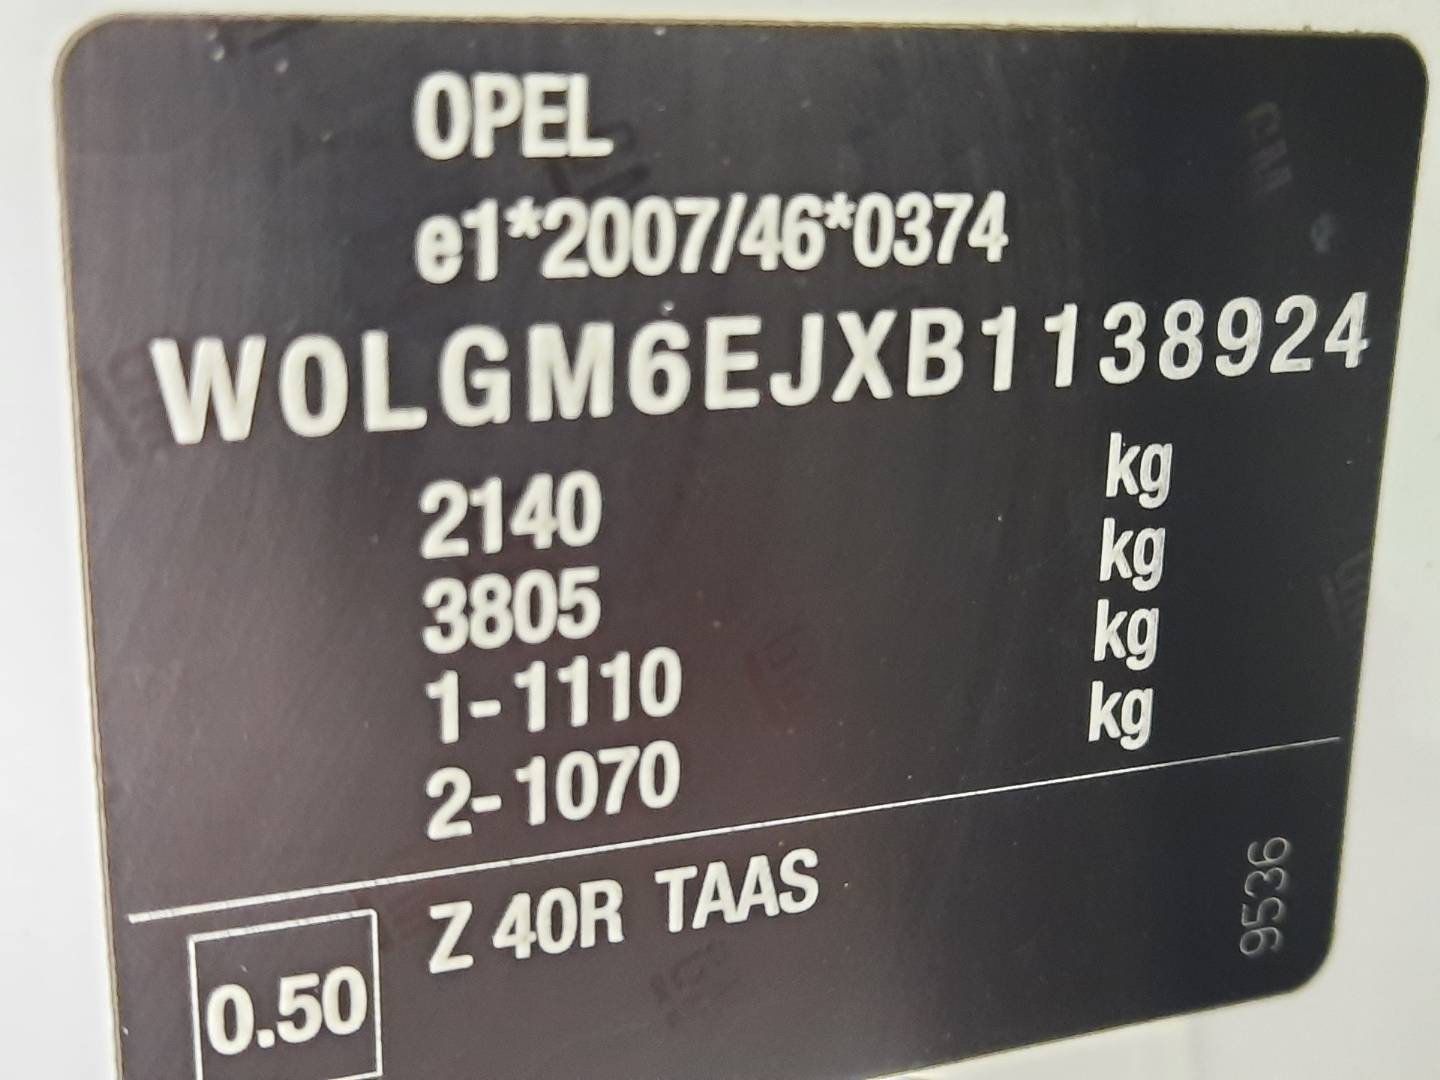 OPEL
e1*2007/46*0374
W0LGM6EJXB1138924
2140 kg
3805 kg
1-1110 kg
2-1070 kg
Z 40R TAAS
0.50
9536